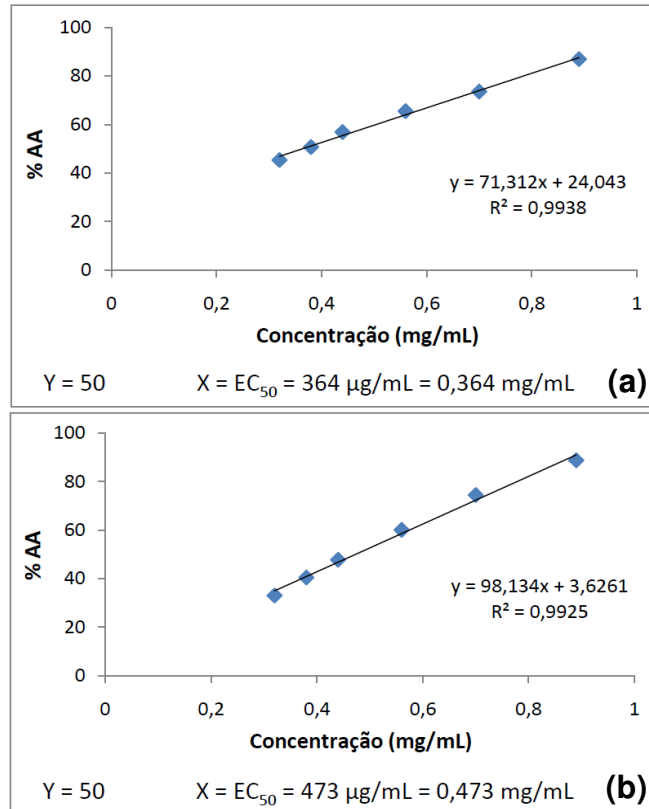 100
80
60
40
20
0
% AA
y = 71,312x + 24,043
R² = 0,9938
0 0,2 0,4 0,6 0,8 1
Concentração (mg/mL)
Y = 50 X = EC₅₀ = 364 µg/mL = 0,364 mg/mL (a)
100
80
60
40
20
0
% AA
y = 98,134x + 3,6261
R² = 0,9925
0 0,2 0,4 0,6 0,8 1
Concentração (mg/mL)
Y = 50 X = EC₅₀ = 473 µg/mL = 0,473 mg/mL (b)